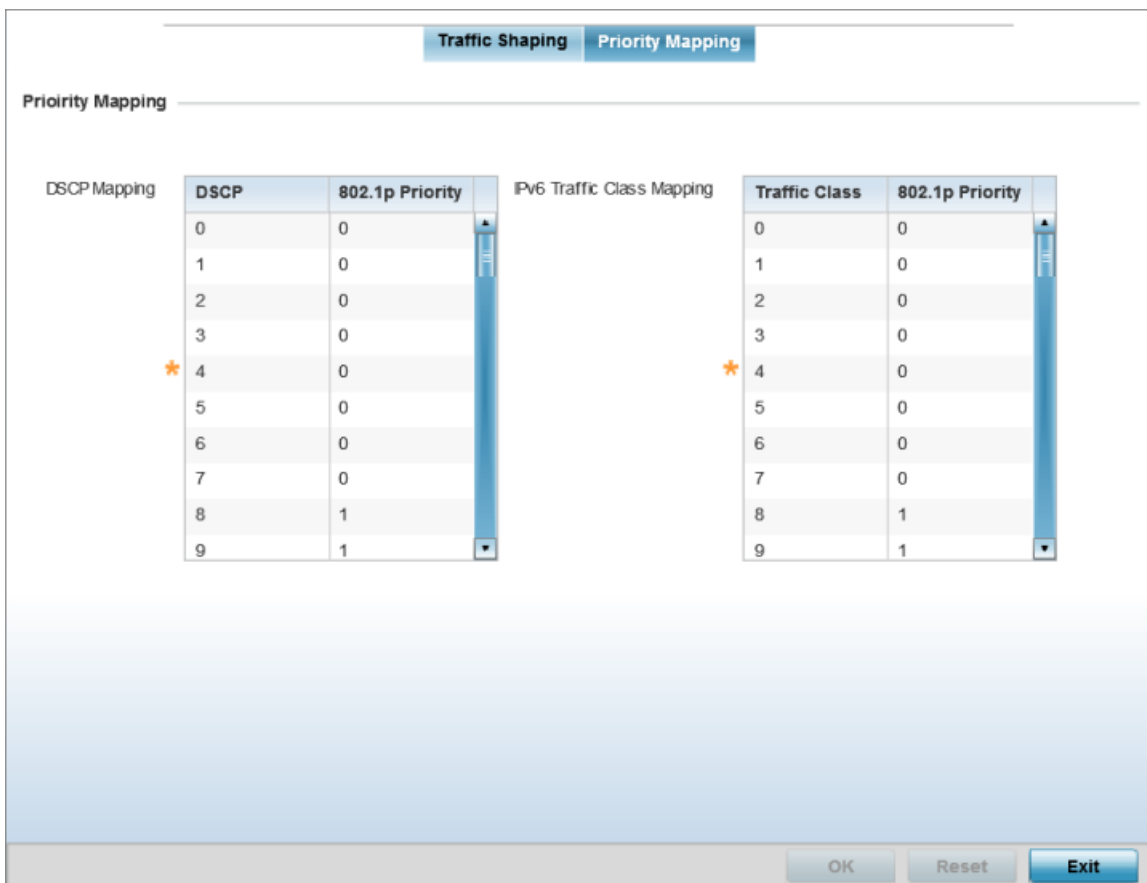 Traffic Shaping Priority Mapping
Prioirity Mapping
DSCP Mapping
DSCP 802.1p Priority
0 0
1 0
2 0
3 0
* 4 0
5 0
6 0
7 0
8 1
9 1
IPv6 Traffic Class Mapping
Traffic Class 802.1p Priority
0 0
1 0
2 0
3 0
* 4 0
5 0
6 0
7 0
8 1
9 1
OK Reset Exit